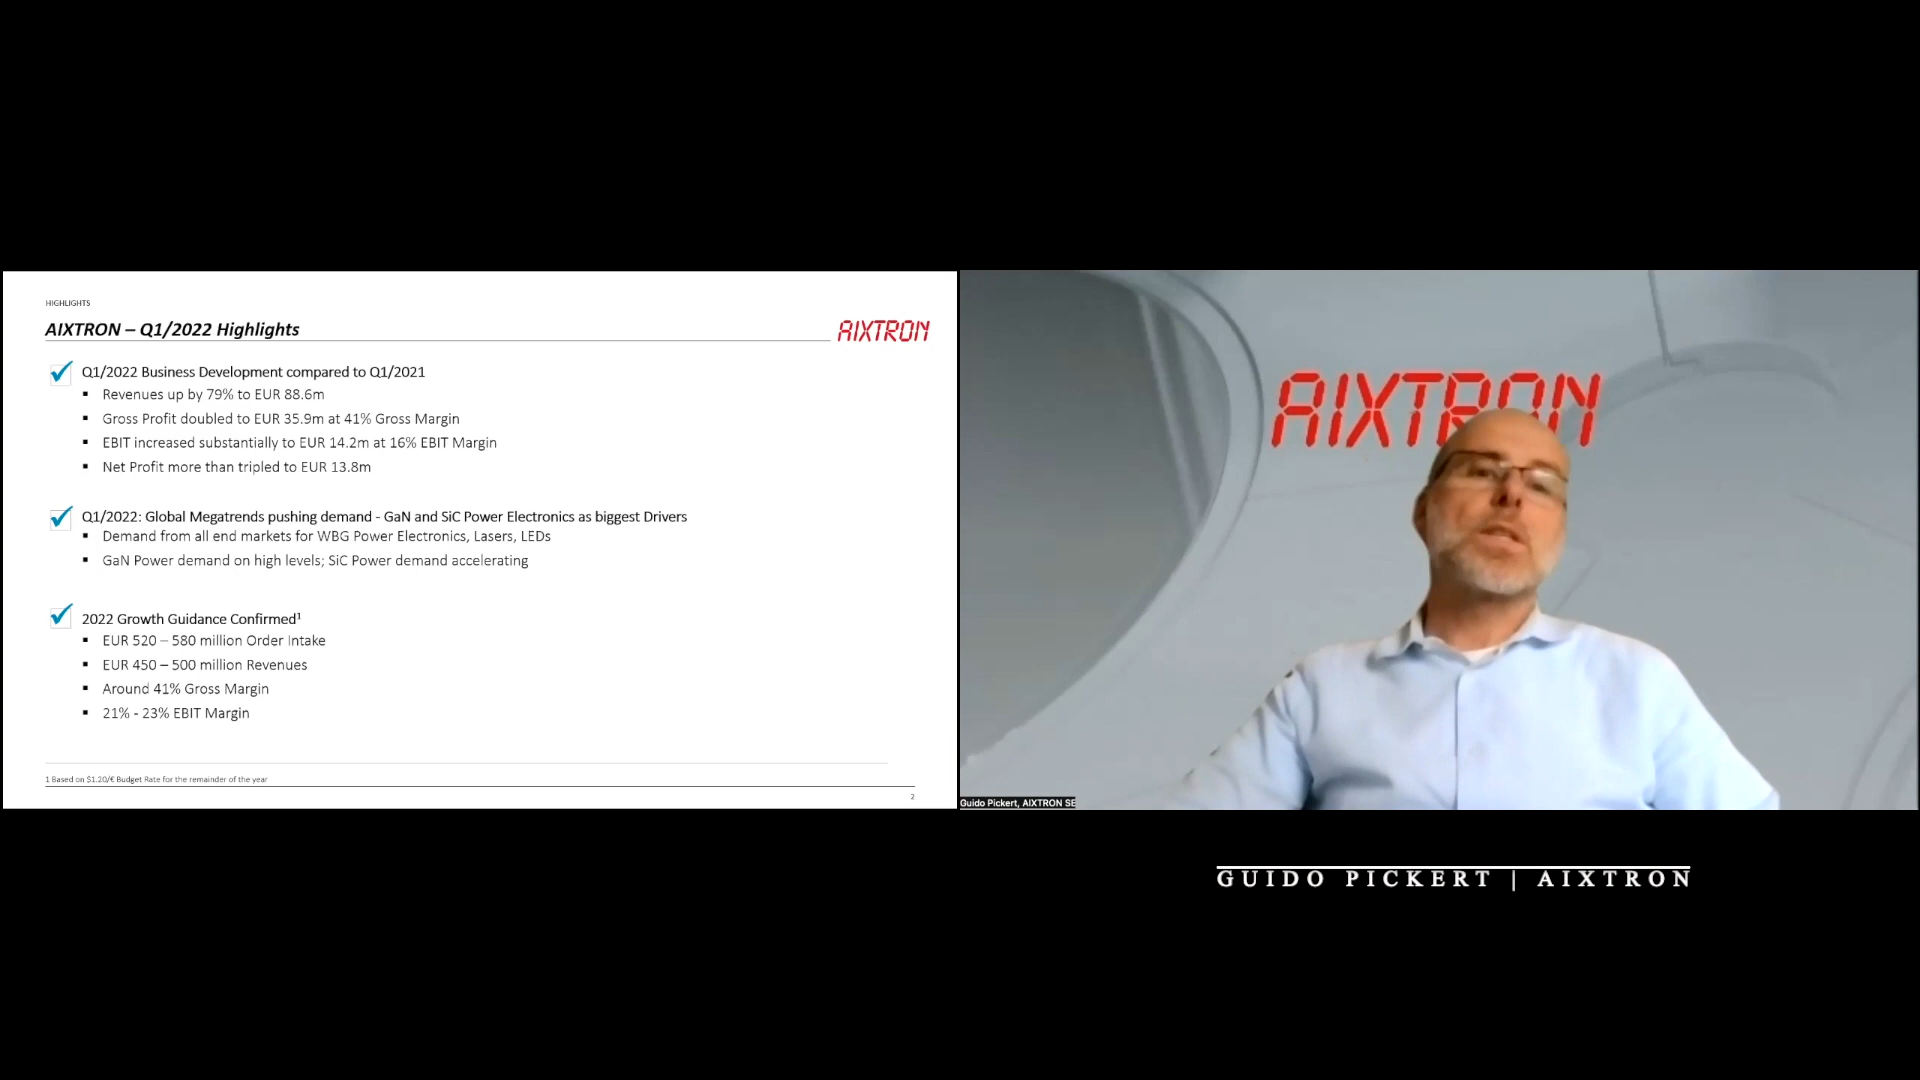 HIGHLIGHTS
AIXTRON – Q1/2022 Highlights
AIXTRON
Q1/2022 Business Development compared to Q1/2021
▪ Revenues up by 79% to EUR 88.6m
▪ Gross Profit doubled to EUR 35.9m at 41% Gross Margin
▪ EBIT increased substantially to EUR 14.2m at 16% EBIT Margin
▪ Net Profit more than tripled to EUR 13.8m
Q1/2022: Global Megatrends pushing demand - GaN and SiC Power Electronics as biggest Drivers
▪ Demand from all end markets for WBG Power Electronics, Lasers, LEDs
▪ GaN Power demand on high levels; SiC Power demand accelerating
2022 Growth Guidance Confirmed¹
▪ EUR 520 – 580 million Order Intake
▪ EUR 450 – 500 million Revenues
▪ Around 41% Gross Margin
▪ 21% - 23% EBIT Margin
1 Based on $1.20/€ Budget Rate for the remainder of the year
2
AIXTRON
Guido Pickert, AIXTRON SE
GUIDO PICKERT | AIXTRON